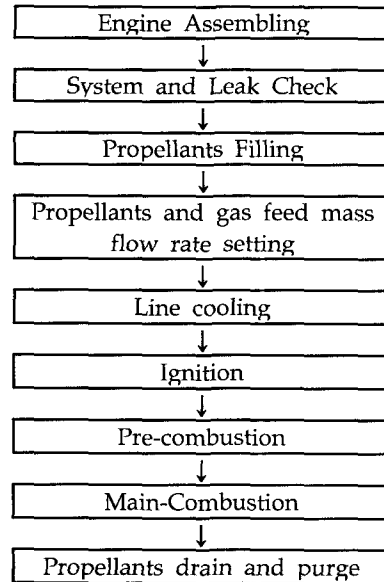 Engine Assembling
System and Leak Check
Propellants Filling
Propellants and gas feed mass
flow rate setting
Line cooling
Ignition
Pre-combustion
Main-Combustion
Propellants drain and purge